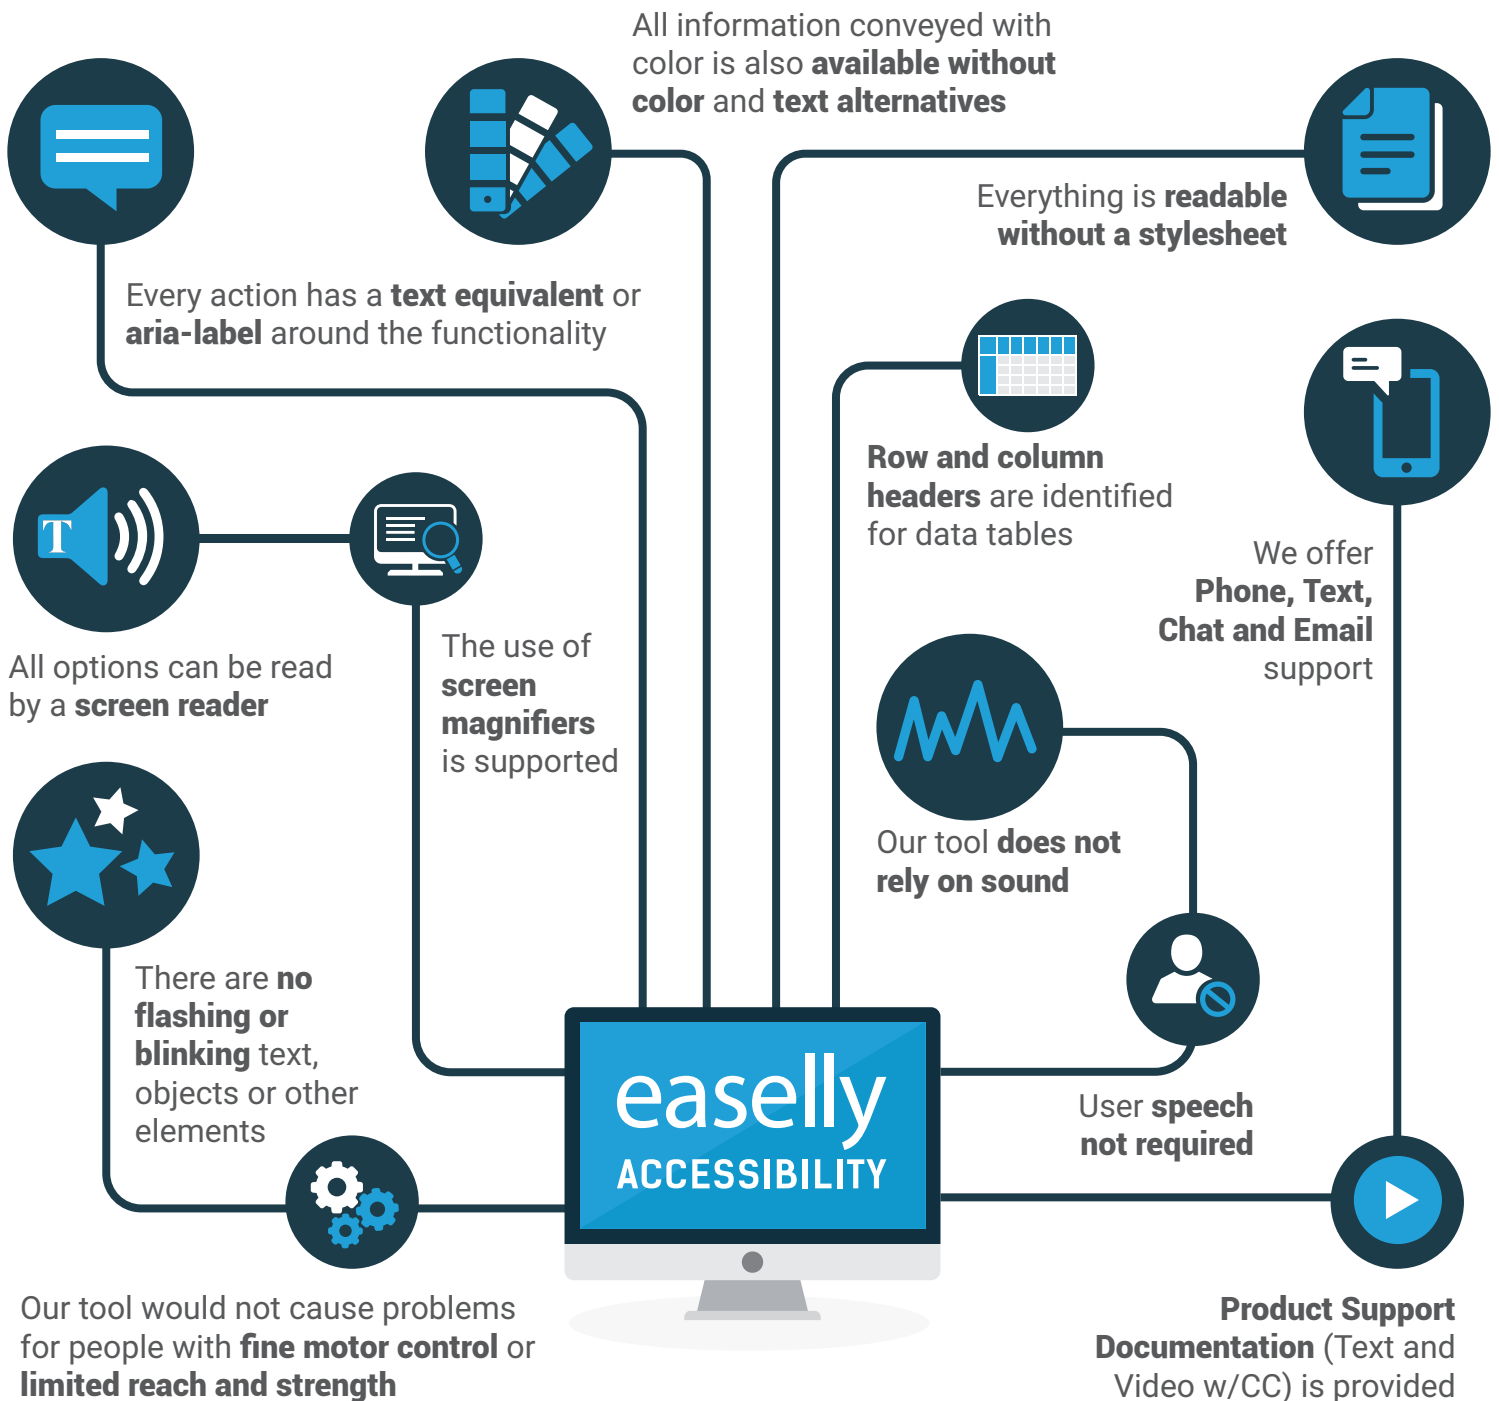 All information conveyed with
color is also available without
color and text alternatives
Everything is readable
without a stylesheet
Every action has a text equivalent or
aria-label around the functionality
Row and column
headers are identified
for data tables
We offer
Phone, Text,
Chat and Email
support
T
All options can be read
by a screen reader
The use of
screen
magnifiers
is supported
Our tool does not
rely on sound
There are no
flashing or
blinking text,
objects or other
elements
User speech
not required
easelly
ACCESSIBILITY
Our tool would not cause problems
for people with fine motor control or
limited reach and strength
Product Support
Documentation (Text and
Video w/CC) is provided